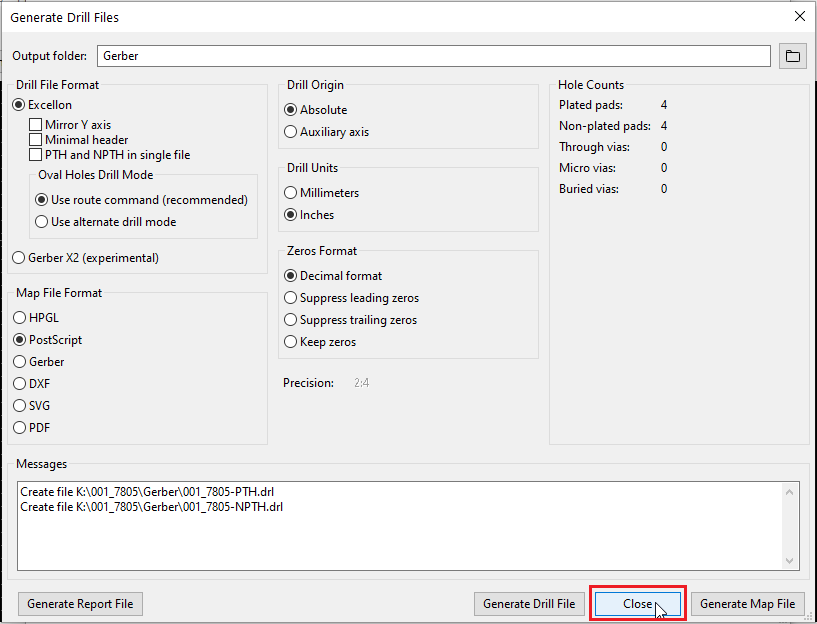 Generate Drill Files
Output folder: Gerber
Drill File Format
Excellon
Mirror Y axis
Minimal header
PTH and NPTH in single file
Oval Holes Drill Mode
Use route command (recommended)
Use alternate drill mode
Gerber X2 (experimental)
Map File Format
HPGL
PostScript
Gerber
DXF
SVG
PDF
Drill Origin
Absolute
Auxiliary axis
Drill Units
Millimeters
Inches
Zeros Format
Decimal format
Suppress leading zeros
Suppress trailing zeros
Keep zeros
Precision: 2:4
Hole Counts
Plated pads: 4
Non-plated pads: 4
Through vias: 0
Micro vias: 0
Buried vias: 0
Messages
Create file K:\001_7805\Gerber\001_7805-PTH.drl
Create file K:\001_7805\Gerber\001_7805-NPTH.drl
Generate Report File
Generate Drill File
Close
Generate Map File